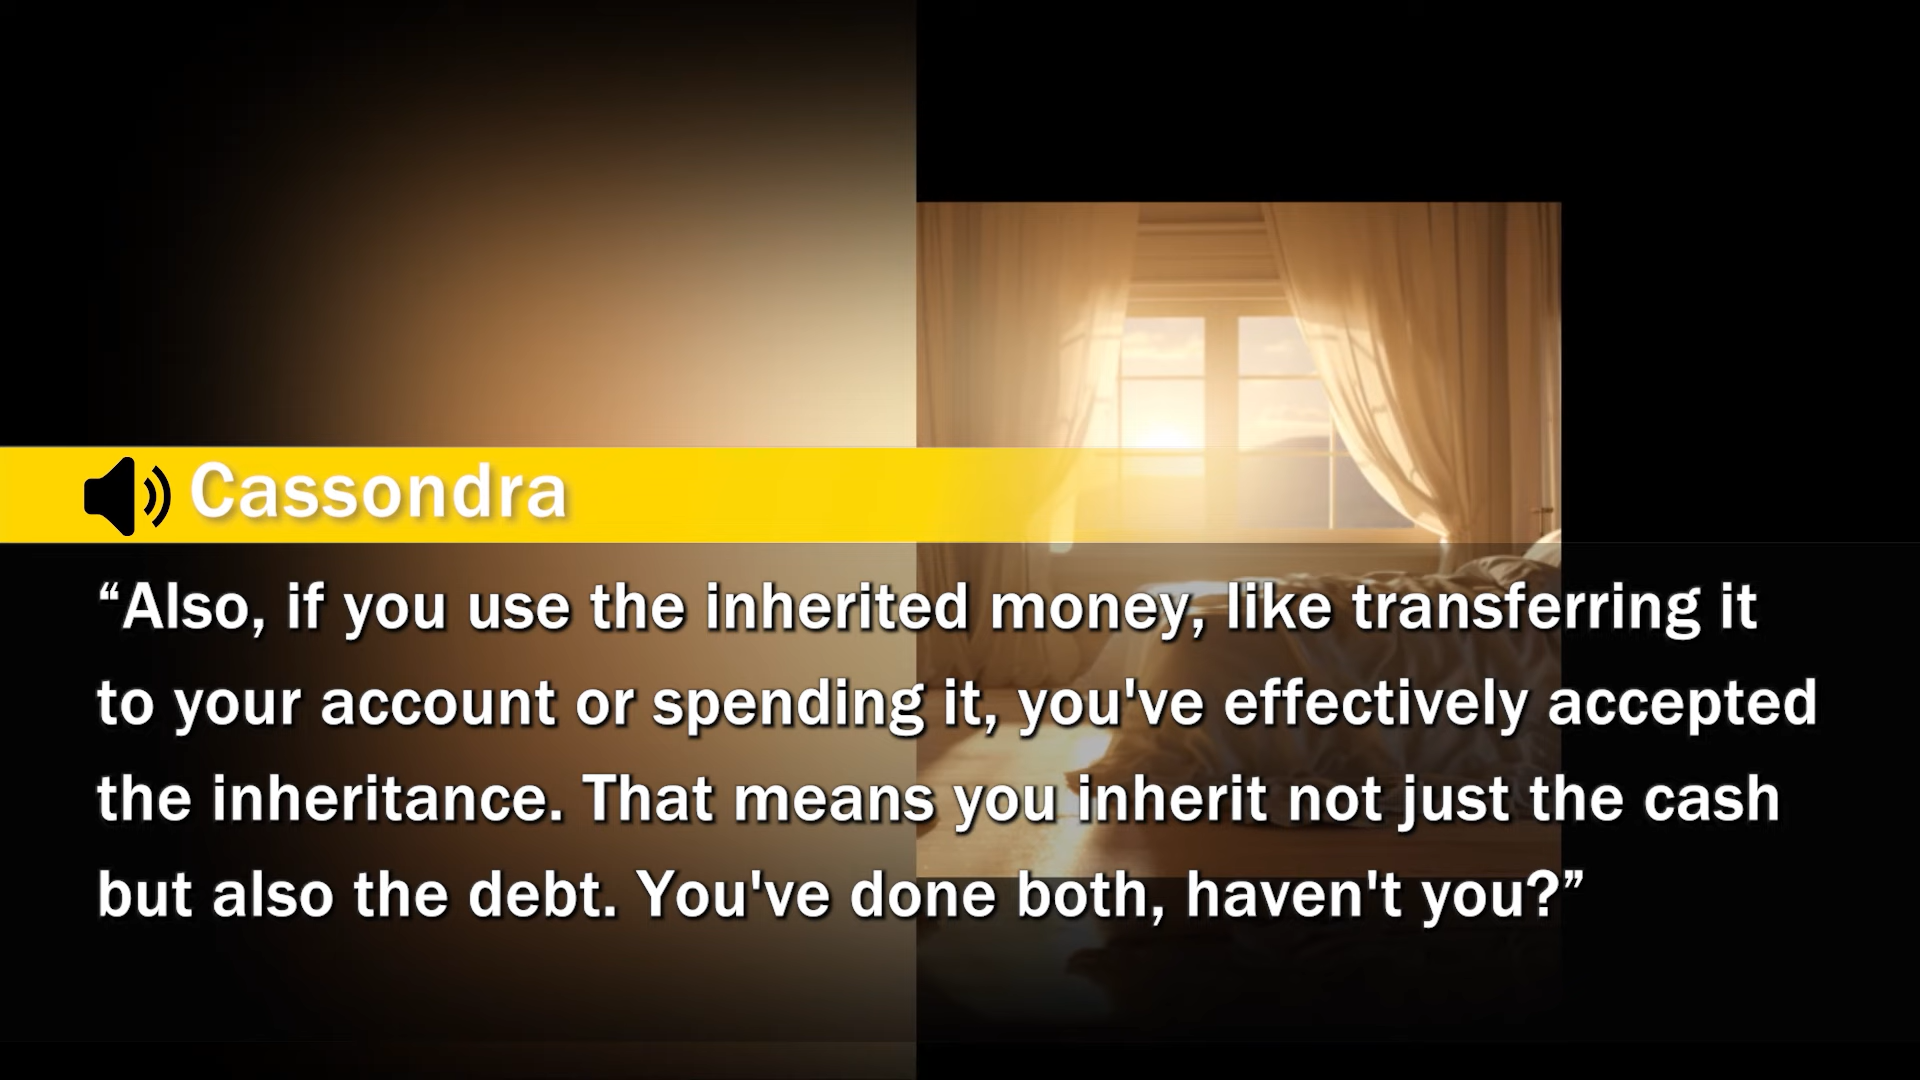 Cassondra
“Also, if you use the inherited money, like transferring it
to your account or spending it, you've effectively accepted
the inheritance. That means you inherit not just the cash
but also the debt. You've done both, haven't you?”